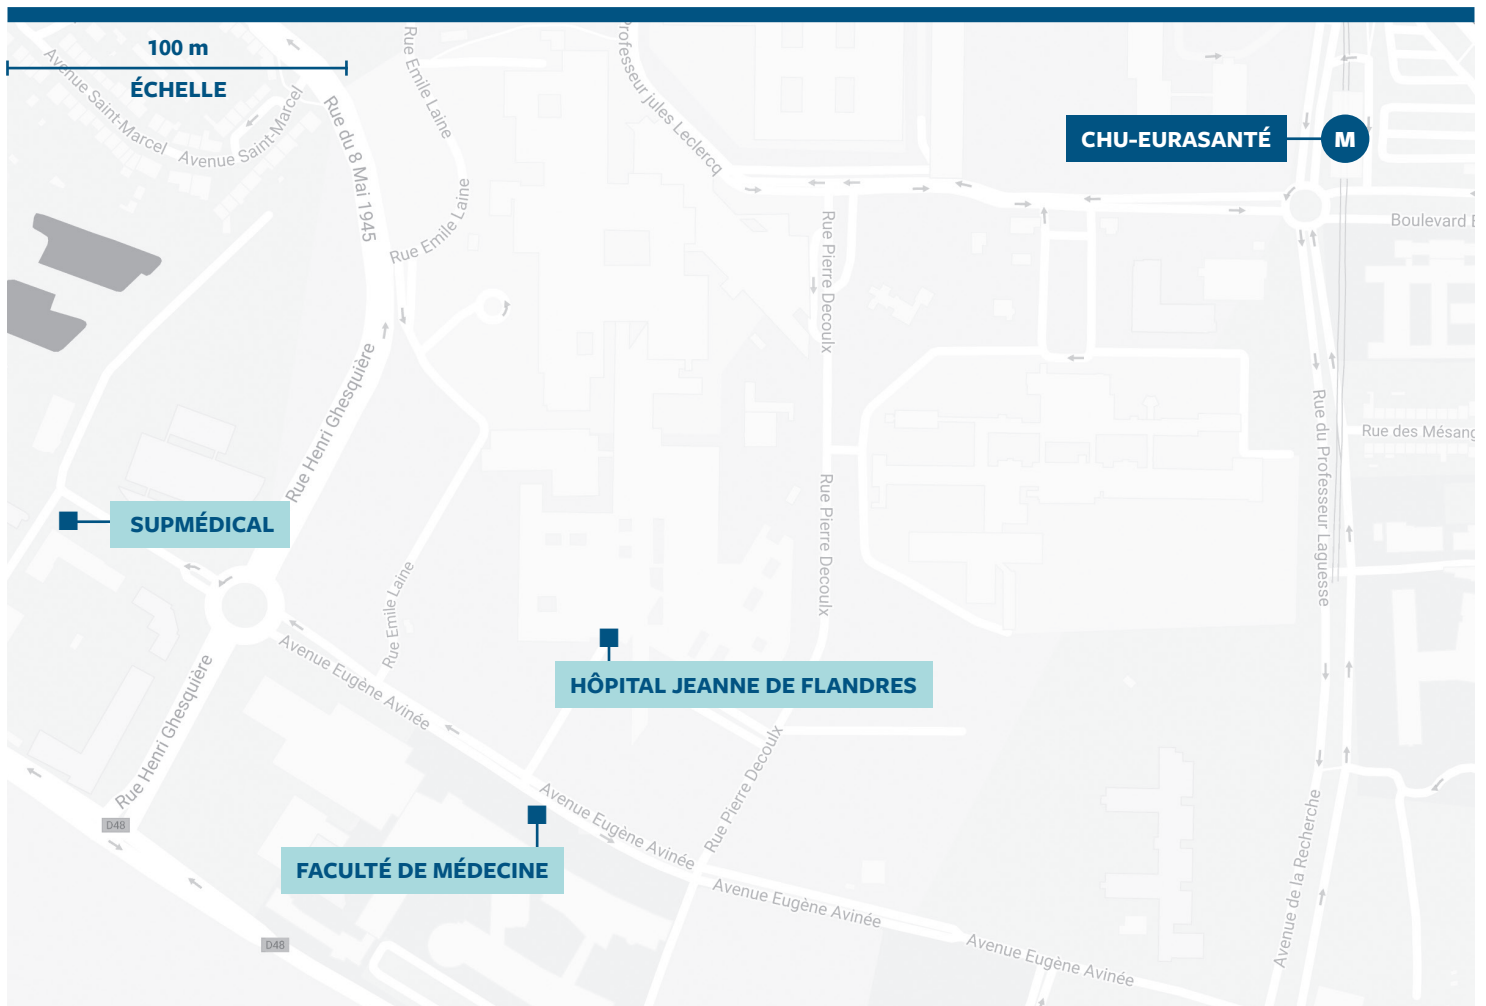 100 m
ÉCHELLE
Avenue Saint-Marcel
Avenue Saint-Marcel
Rue du 8 Mai 1945
Rue Emile Laine
Rue Emile Laine
Professeur jules Leclercq
CHU-EURASANTÉ
M
Boulevard
Rue Pierre Decoulx
Rue Henri Ghesquière
Rue du Professeur Laguesse
Rue des Mésang
Rue Pierre Decoulx
SUPMÉDICAL
Rue Emile Laine
Avenue Eugène Avinée
HÔPITAL JEANNE DE FLANDRES
Rue Henri Ghesquière
Rue Pierre Decoulx
Avenue Eugène Avinée
D48
FACULTÉ DE MÉDECINE
Avenue de la Recherche
Avenue Eugène Avinée
D48
Avenue Eugène Avinée